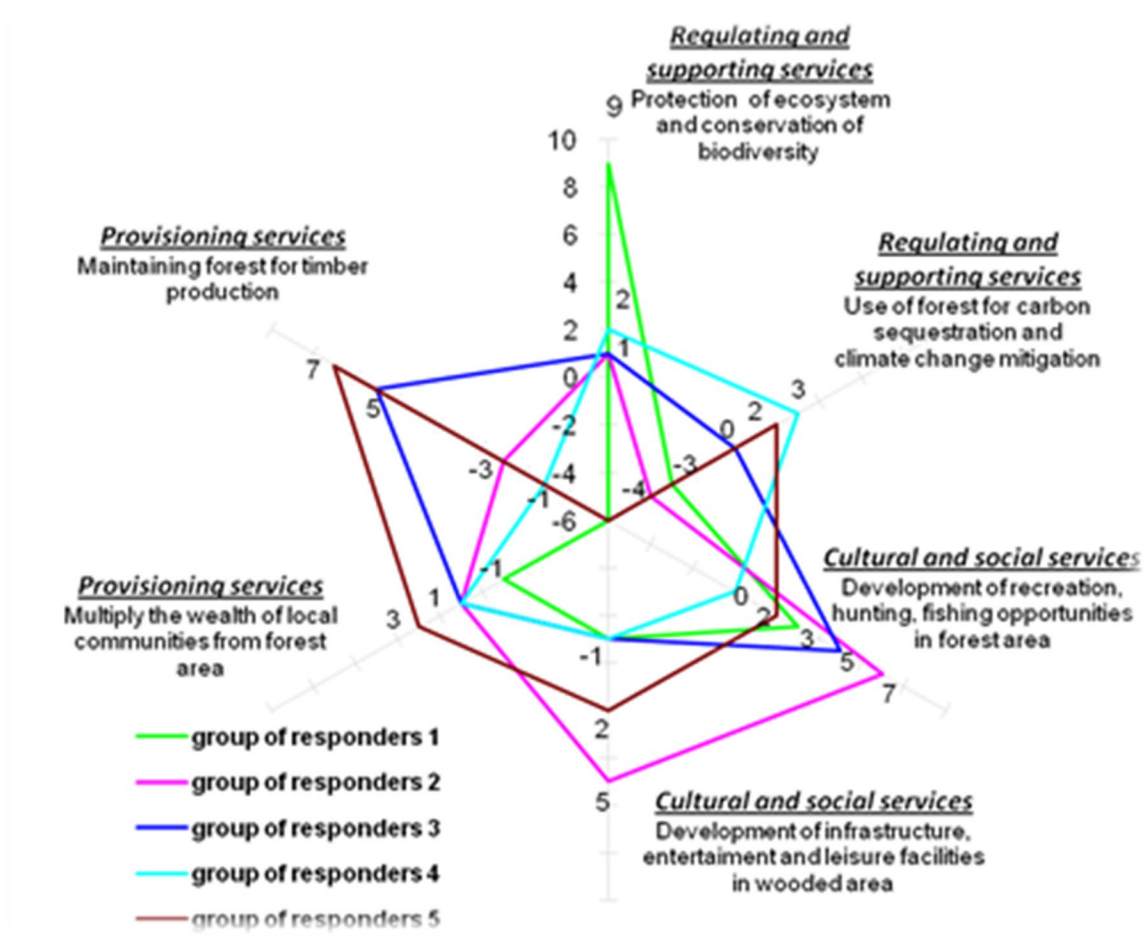 Regulating and
supporting services
9 Protection of ecosystem
and conservation of
biodiversity
10
8
6
4
2
0
-2
-4
-6
2
1
Regulating and
supporting services
Use of forest for carbon
sequestration and
climate change mitigation
3
2
0
-3
-4
Cultural and social services
Development of recreation,
hunting, fishing opportunities
in forest area
0
2
3
5
7
Cultural and social services
Development of infrastructure,
entertaiment and leisure facilities
in wooded area
-1
2
5
Provisioning services
Multiply the wealth of local
communities from forest
area
-1
1
3
Provisioning services
Maintaining forest for timber
production
7
5
-3
-1
group of responders 1
group of responders 2
group of responders 3
group of responders 4
group of responders 5